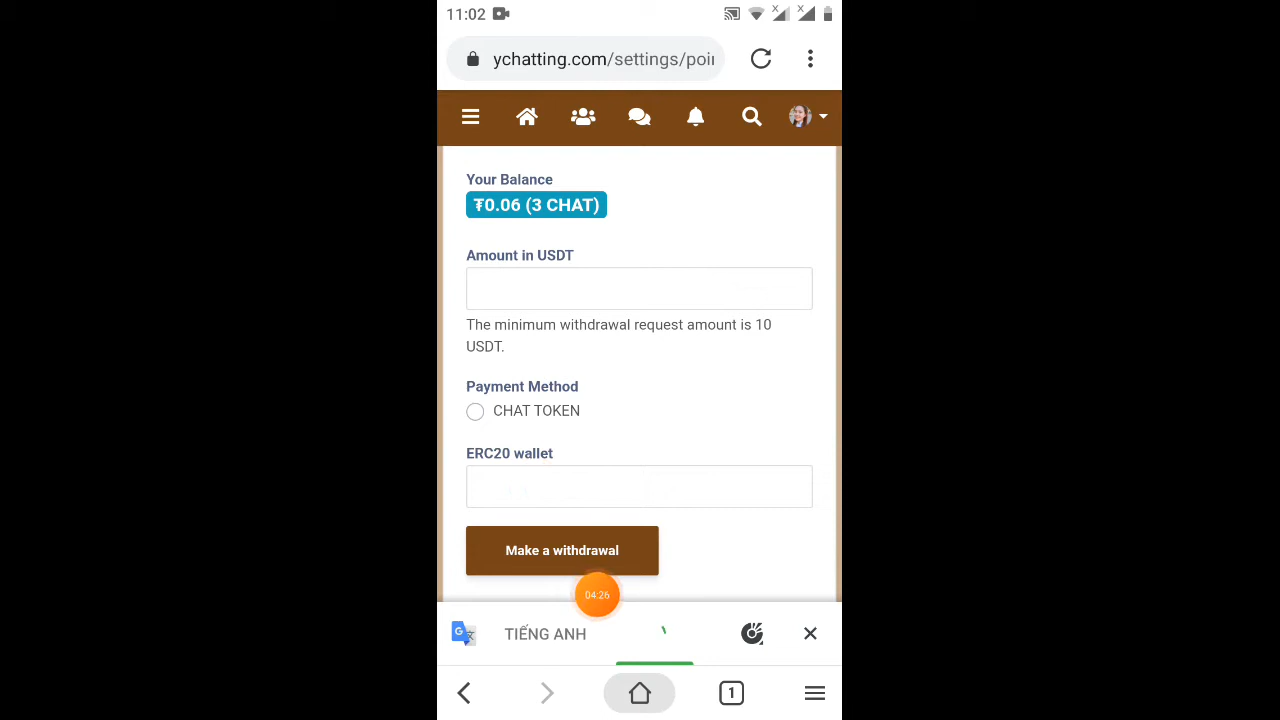 11:02
ychatting.com/settings/poin
Your Balance
₮0.06 (3 CHAT)
Amount in USDT
The minimum withdrawal request amount is 10
USDT.
Payment Method
CHAT TOKEN
ERC20 wallet
Make a withdrawal
04:26
TIẾNG ANH
1